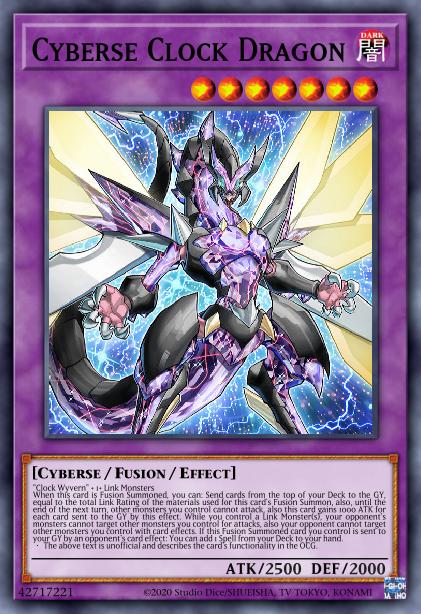 CYBERSE CLOCK DRAGON
DARK
闇
[CYBERSE / FUSION / EFFECT]
"Clock Wyvern" + 1+ Link Monsters
When this card is Fusion Summoned, you can: Send cards from the top of your Deck to the GY,
equal to the total Link Rating of the materials used for this card's Fusion Summon, also, until the
end of the next turn, other monsters you control cannot attack, also this card gains 1000 ATK for
each card sent to the GY by this effect. While you control a Link Monster(s), your opponent's
monsters cannot target other monsters you control for attacks, also your opponent cannot target
other monsters you control with card effects. If this Fusion Summoned card you control is sent to
your GY by an opponent's card effect: You can add 1 Spell from your Deck to your hand.
· The above text is unofficial and describes the card's functionality in the OCG.
ATK/2500 DEF/2000
42717221
©2020 Studio Dice/SHUEISHA, TV TOKYO, KONAMI